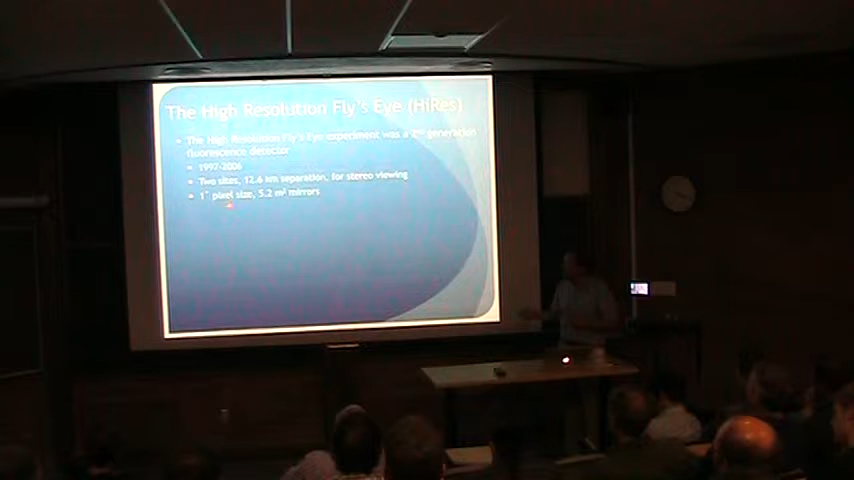 The High Resolution Fly's Eye (HiRes)
The High Resolution Fly's Eye experiment was a 2nd generation
fluorescence detector
1997-2006
Two sites, 12.6 km separation, for stereo viewing
1° pixel size, 5.2 m² mirrors